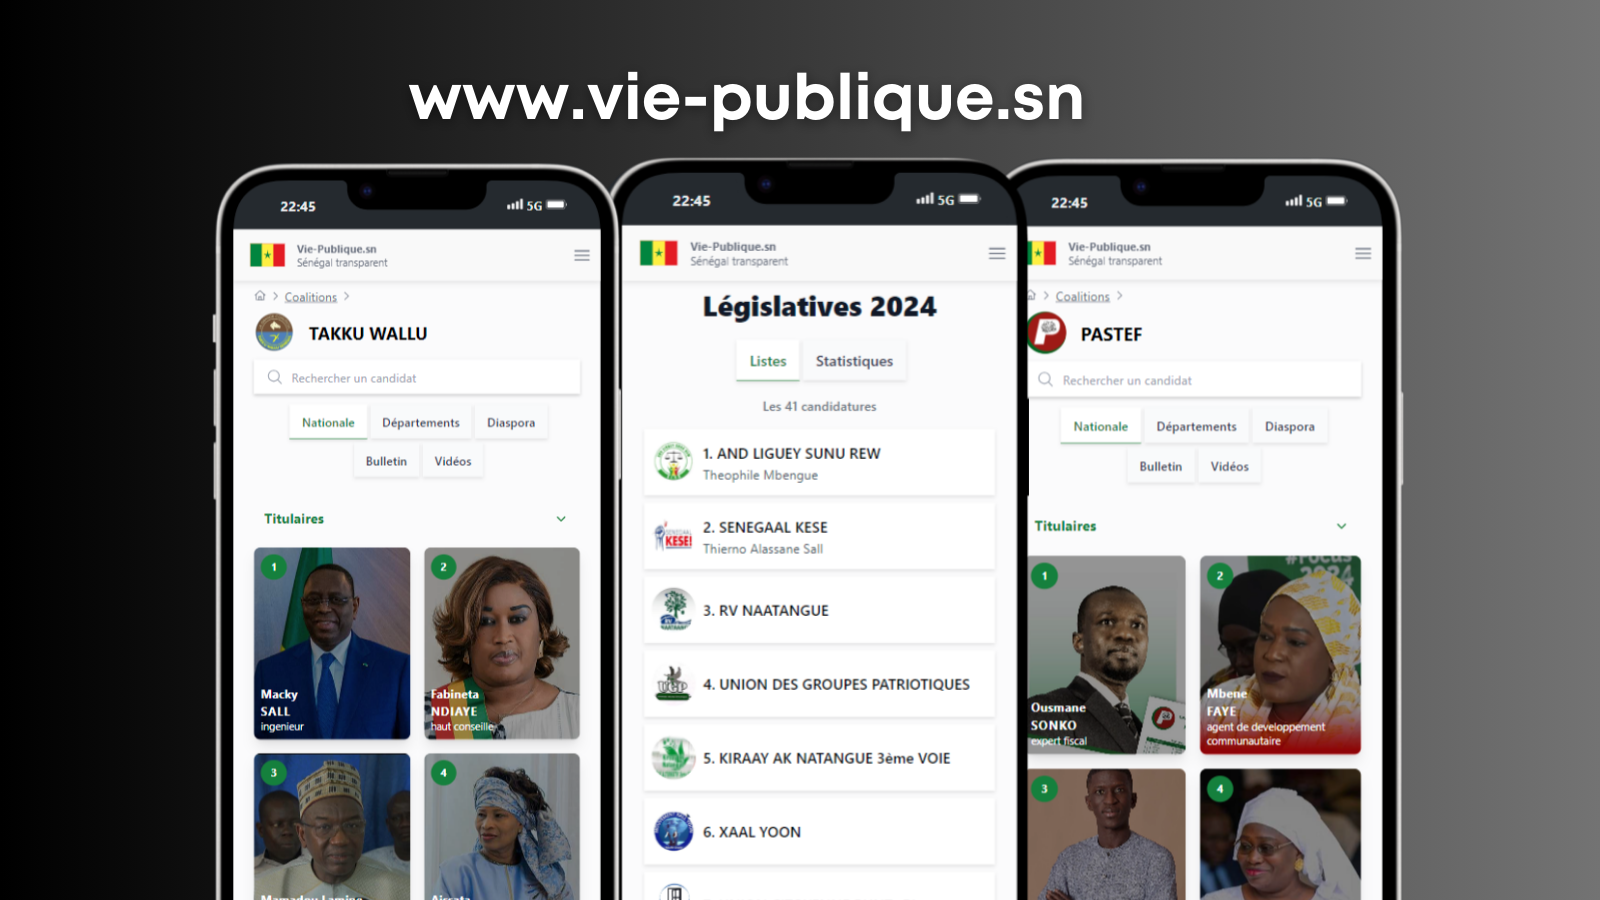 www.vie-publique.sn
22:45
5G
Vie-Publique.sn
Sénégal transparent
Coalitions
TAKKU WALLU
Rechercher un candidat
Nationale
Départements
Diaspora
Bulletin
Vidéos
Titulaires
1
Macky
SALL
ingenieur
2
Fabineta
NDIAYE
haut conseille
3
Mamadou Lamine
4
Aissata
22:45
5G
Vie-Publique.sn
Sénégal transparent
Législatives 2024
Listes
Statistiques
Les 41 candidatures
1. AND LIGUEY SUNU REW
Theophile Mbengue
KESE!
2. SENEGAAL KESE
Thierno Alassane Sall
3. RV NAATANGUE
UGP
4. UNION DES GROUPES PATRIOTIQUES
5. KIRAAY AK NATANGUE 3ème VOIE
6. XAAL YOON
22:45
5G
Vie-Publique.sn
Sénégal transparent
Coalitions
PASTEF
Rechercher un candidat
Nationale
Départements
Diaspora
Bulletin
Vidéos
Titulaires
1
Ousmane
SONKO
expert fiscal
2
#Focus
2024
Mbene
FAYE
agent de developpement
communautaire
3
4